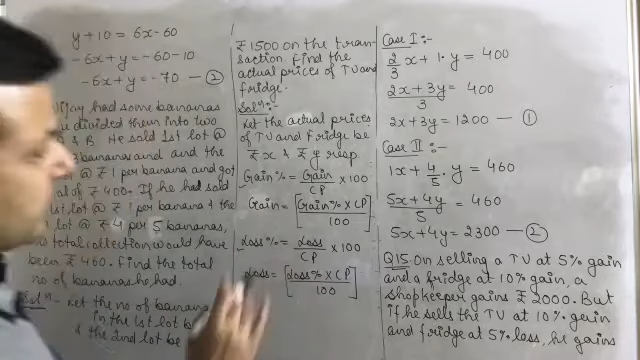 y + 10 = 6x - 60
-6x + y = -60 - 10
-6x + y = -70 — ②
Vijay had some bananas
divided them into two
& B. He sold 1st lot @
3 bananas and and the
@ ₹1 per banana and got
of ₹400. If he had sold
1st lot @ ₹1 per banana & the
lot @ ₹4 per 5 bananas,
total collection would have
been ₹460. Find the total
no of bananas he had.
Solⁿ:- Let the no of banana
in the 1st lot be
& the 2nd lot be
₹1500 on the tran-
saction. Find the
actual prices of TV and
fridge.
Solⁿ:-
Let the actual prices
of TV and Fridge be
₹x & ₹y resp.
Gain% = Gain/CP × 100
Gain = [Gain% × CP / 100]
Loss% = Loss/CP × 100
Loss = [Loss% × CP / 100]
Case I:-
2/3 x + 1·y = 400
2x + 3y / 3 = 400
2x + 3y = 1200 — ①
Case II:-
1x + 4/5·y = 460
5x + 4y / 5 = 460
5x + 4y = 2300 — ②
Q15 On selling a TV at 5% gain
and a fridge at 10% gain, a
shopkeeper gains ₹2000. But
if he sells the TV at 10% gain
and fridge at 5% loss, he gains